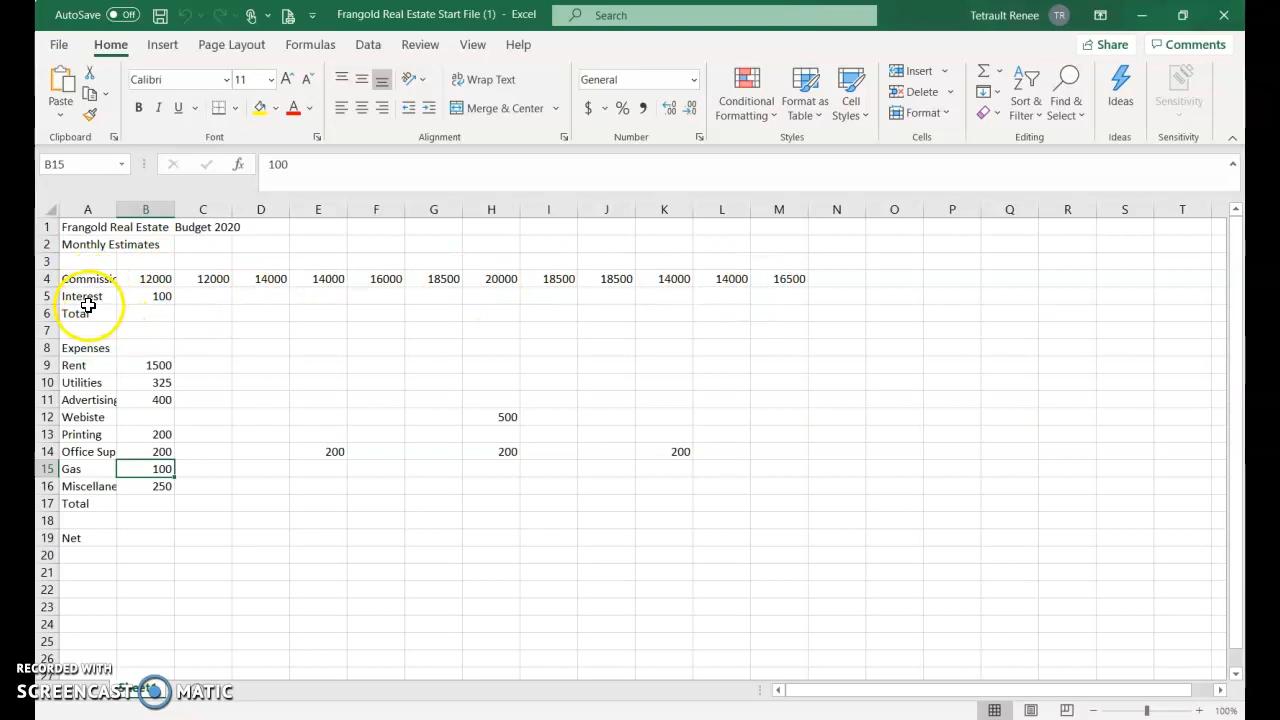 AutoSave Off Frangold Real Estate Start File (1) - Excel Search Tetrault Renee TR
File Home Insert Page Layout Formulas Data Review View Help Share Comments
Paste Calibri 11 A A Wrap Text General Conditional Formatting Format as Table Cell Styles Insert Sort & Filter Find & Select Ideas Sensitivity
B I U A Merge & Center $ % Delete
Format
Clipboard Font Alignment Number Styles Cells Editing Ideas Sensitivity
B15 fx 100
A B C D E F G H I J K L M N O P Q R S T
1 Frangold Real Estate Budget 2020
2 Monthly Estimates
3
4 Commissic 12000 12000 14000 14000 16000 18500 20000 18500 18500 14000 14000 16500
5 Interest 100
6 Total
7
8 Expenses
9 Rent 1500
10 Utilities 325
11 Advertising 400
12 Webiste 500
13 Printing 200
14 Office Sup 200 200 200 200
15 Gas 100
16 Miscellane 250
17 Total
18
19 Net
20
21
22
23
24
25
26
27
RECORDED WITH
SCREENCAST MATIC
100%